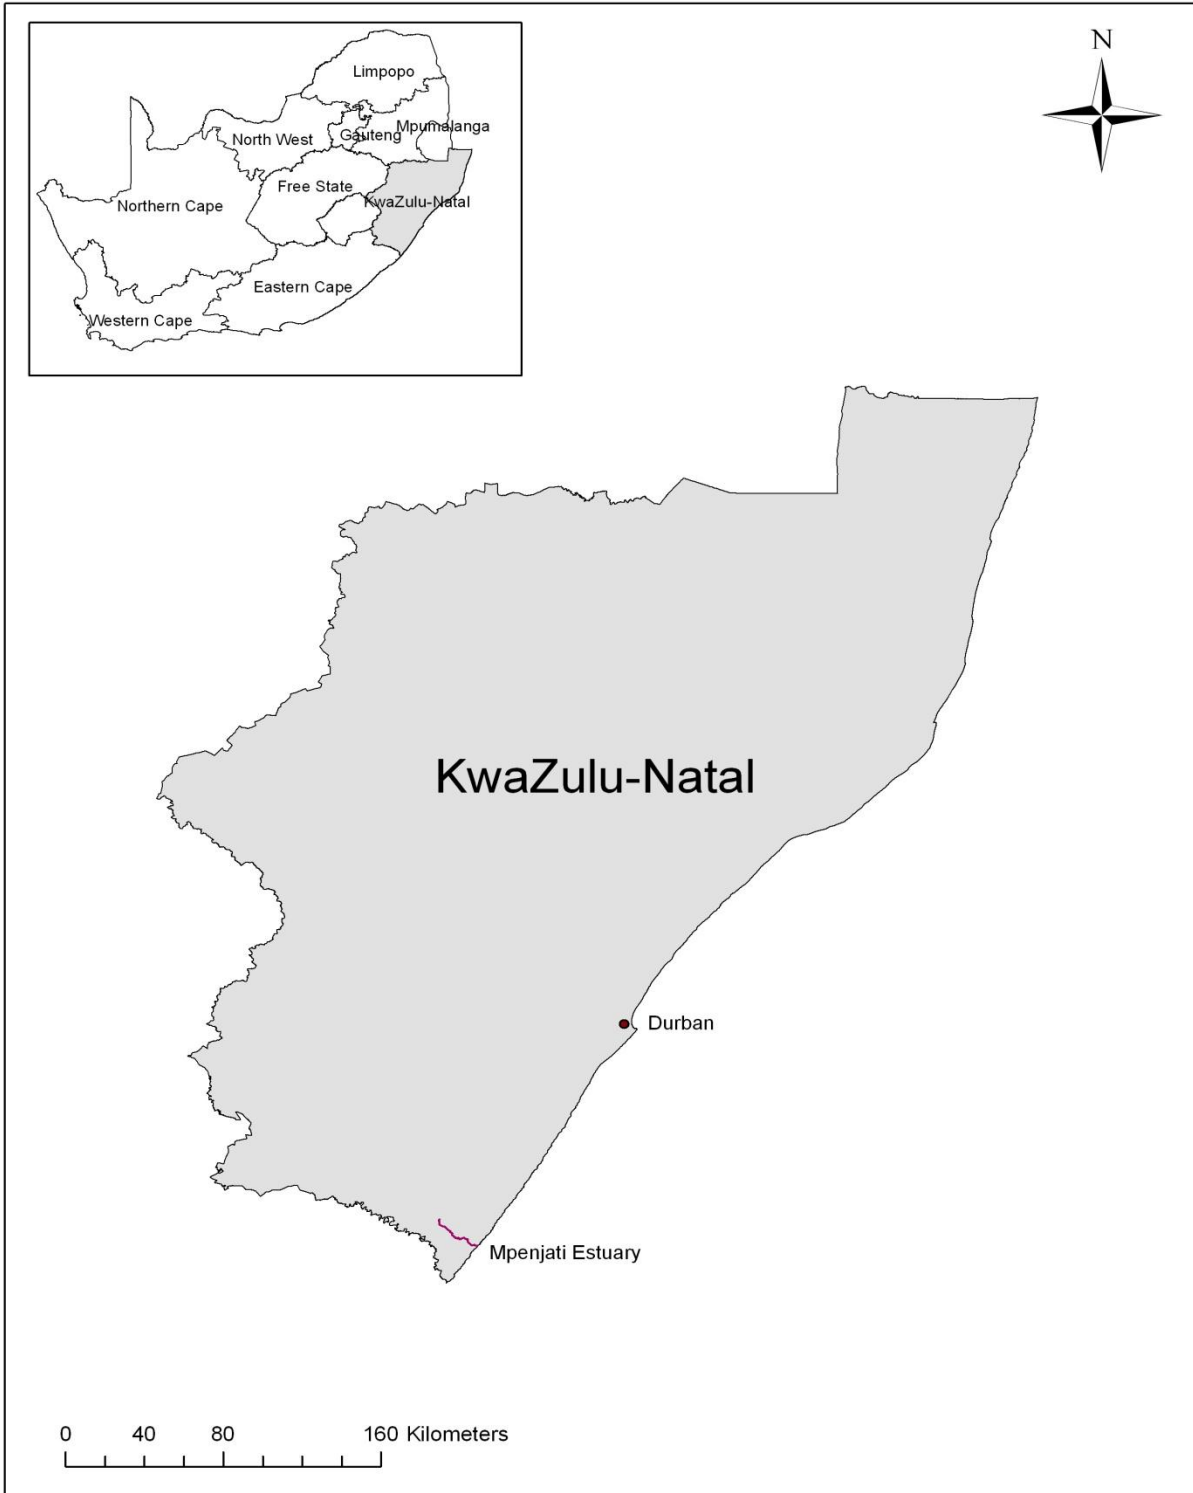 N
Limpopo
Mpumalanga
Gauteng
North West
Free State
KwaZulu-Natal
Northern Cape
Eastern Cape
Western Cape
KwaZulu-Natal
Durban
Mpenjati Estuary
0 40 80 160 Kilometers